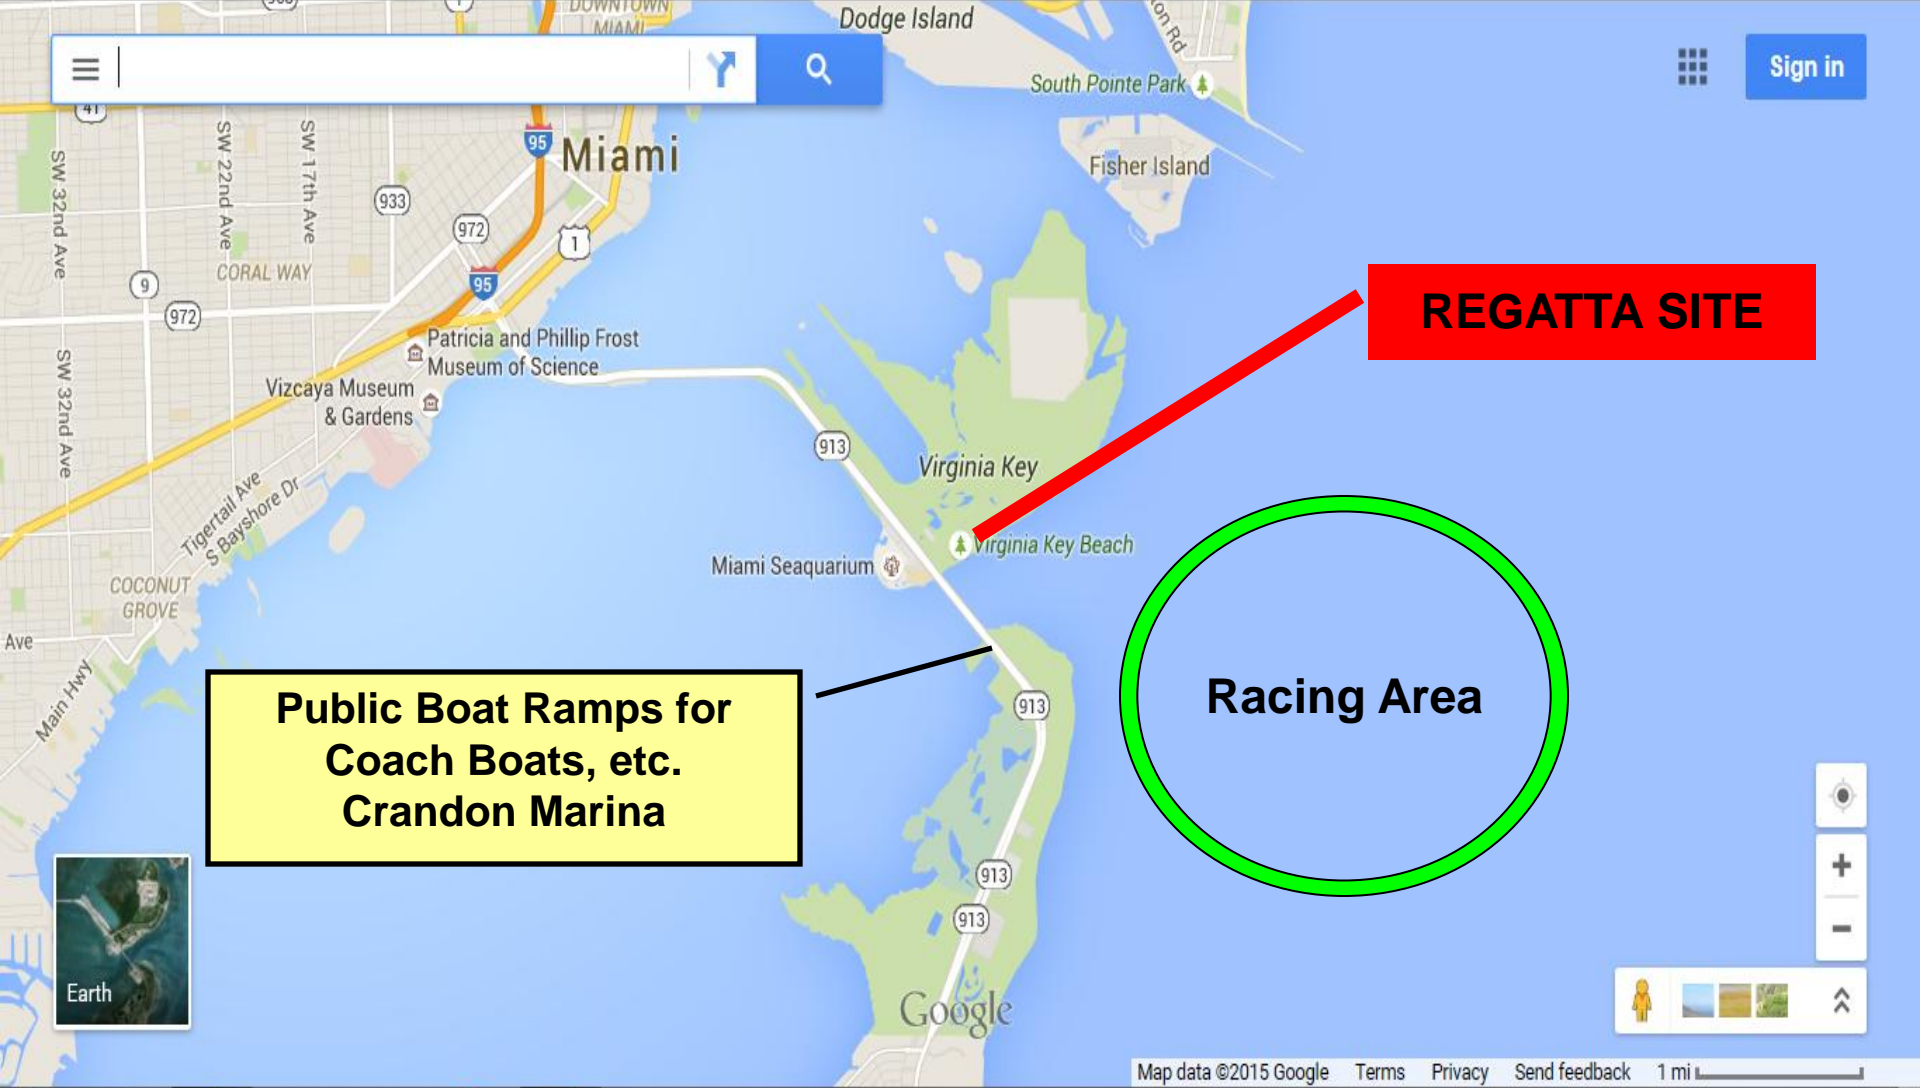 DOWNTOWN
MIAMI
Dodge Island
South Pointe Park
Sign in
41
SW 32nd Ave
SW 22nd Ave
SW 17th Ave
95
Miami
Fisher Island
933
972
1
CORAL WAY
9
95
972
REGATTA SITE
Patricia and Phillip Frost
Museum of Science
SW 32nd Ave
Vizcaya Museum
& Gardens
913
Virginia Key
Tigertail Ave
S Bayshore Dr
Virginia Key Beach
Miami Seaquarium
COCONUT
GROVE
Ave
Main Hwy
Public Boat Ramps for
Coach Boats, etc.
Crandon Marina
913
Racing Area
913
913
Earth
Google
Map data ©2015 Google Terms Privacy Send feedback 1 mi